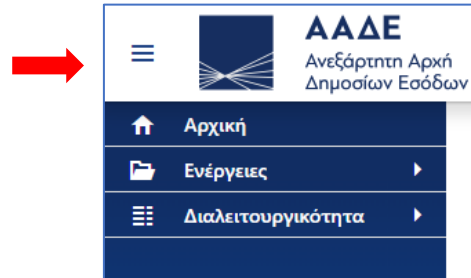 ΑΑΔΕ
Ανεξάρτητη Αρχή
Δημοσίων Εσόδων
Αρχική
Ενέργειες
Διαλειτουργικότητα